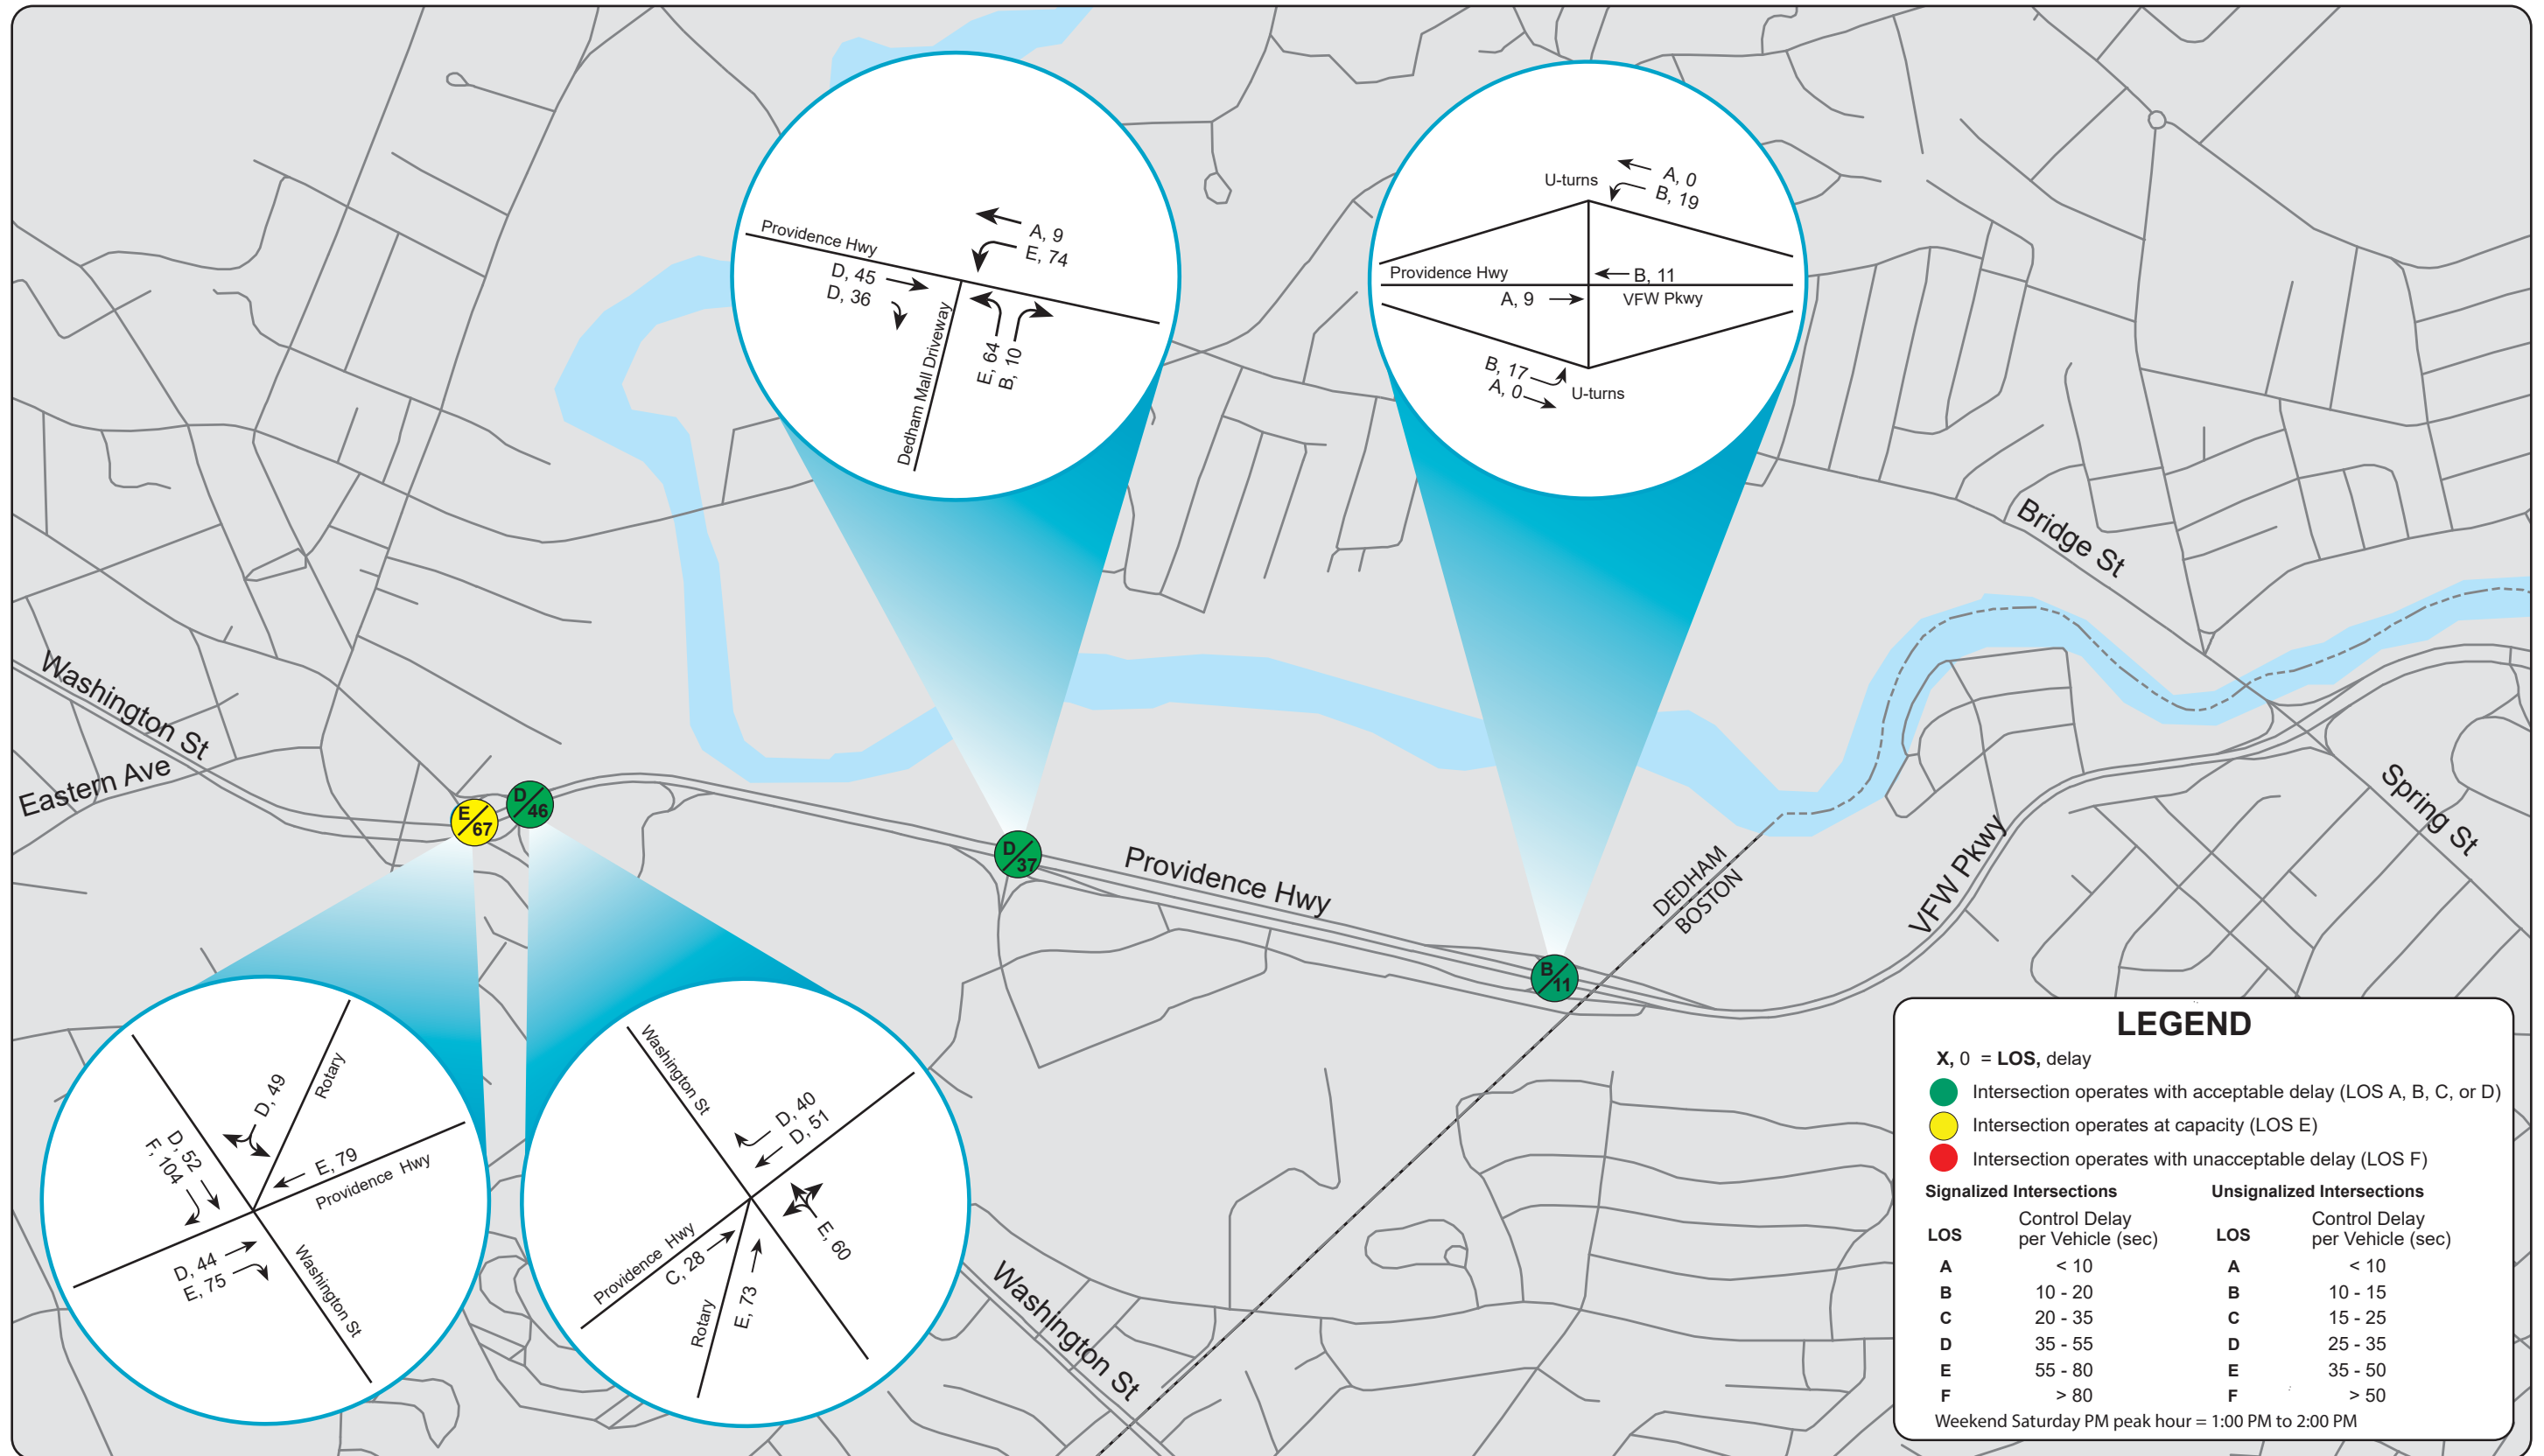 Providence Hwy
A, 9
E, 74
D, 45
D, 36
Dedham Mall Driveway
E, 64
B, 10
U-turns
A, 0
B, 19
Providence Hwy
B, 11
A, 9
VFW Pkwy
B, 17
A, 0
U-turns
Bridge St
Washington St
Eastern Ave
E/67
D/46
D/37
Providence Hwy
B/11
DEDHAM
BOSTON
VFW Pkwy
Spring St
Washington St
D, 49
Rotary
D, 52
F, 104
E, 79
Providence Hwy
D, 44
E, 75
Washington St
Washington St
D, 40
D, 51
Providence Hwy
C, 28
E, 60
Rotary
E, 73
LEGEND
X, 0 = LOS, delay
Intersection operates with acceptable delay (LOS A, B, C, or D)
Intersection operates at capacity (LOS E)
Intersection operates with unacceptable delay (LOS F)
Signalized Intersections Unsignalized Intersections
LOS Control Delay per Vehicle (sec) LOS Control Delay per Vehicle (sec)
A < 10 A < 10
B 10 - 20 B 10 - 15
C 20 - 35 C 15 - 25
D 35 - 55 D 25 - 35
E 55 - 80 E 35 - 50
F > 80 F > 50
Weekend Saturday PM peak hour = 1:00 PM to 2:00 PM